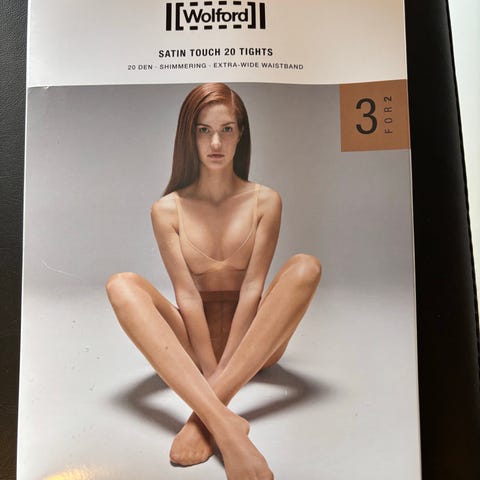 Wolford
SATIN TOUCH 20 TIGHTS
20 DEN · SHIMMERING · EXTRA-WIDE WAISTBAND
3
FOR 2